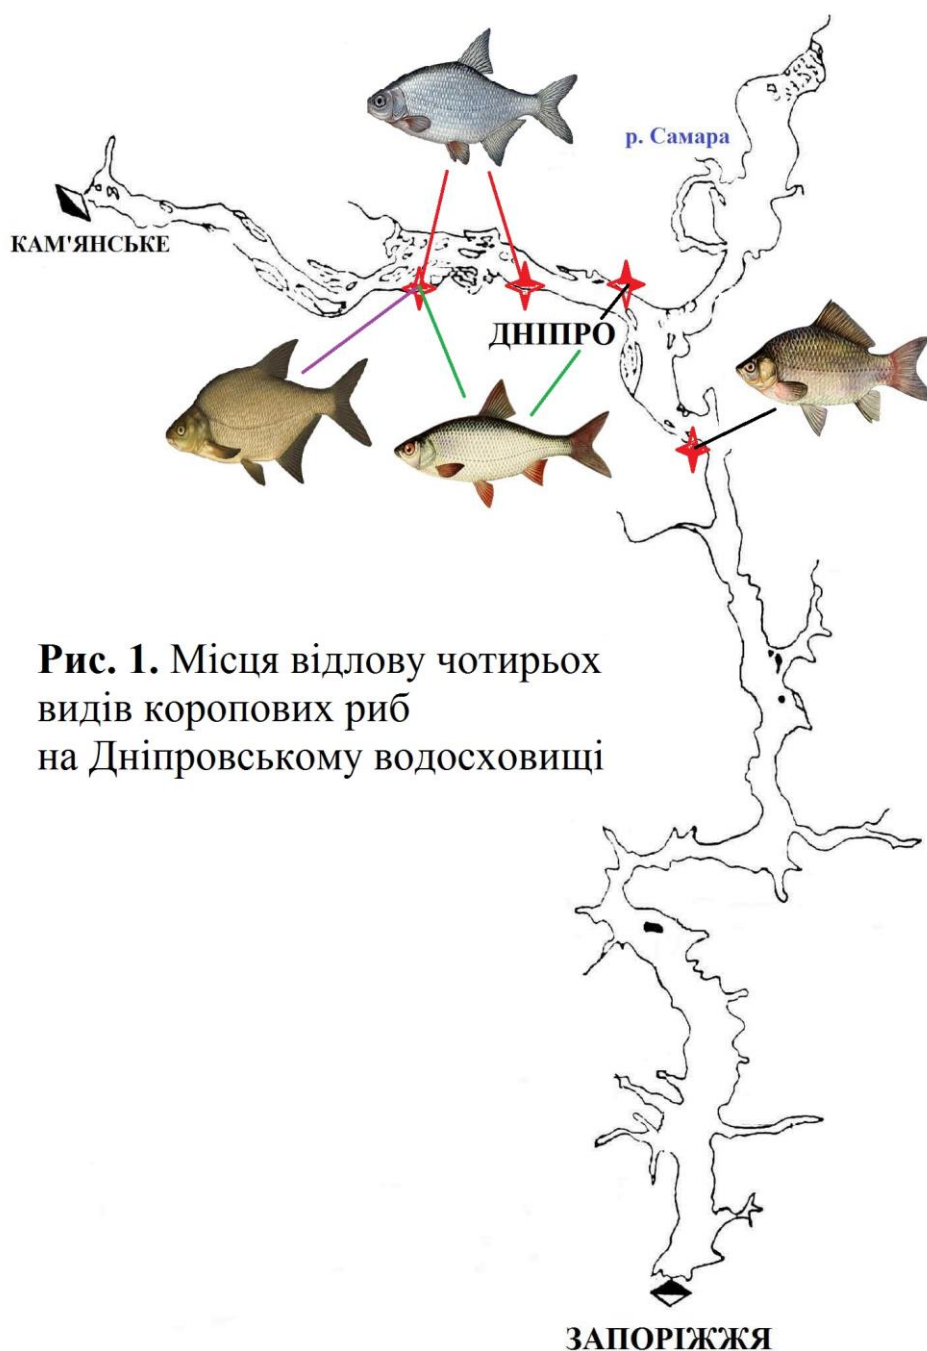 р. Самара
КАМ'ЯНСЬКЕ
ДНІПРО
Рис. 1. Місця відлову чотирьох
видів коропових риб
на Дніпровському водосховищі
ЗАПОРІЖЖЯ